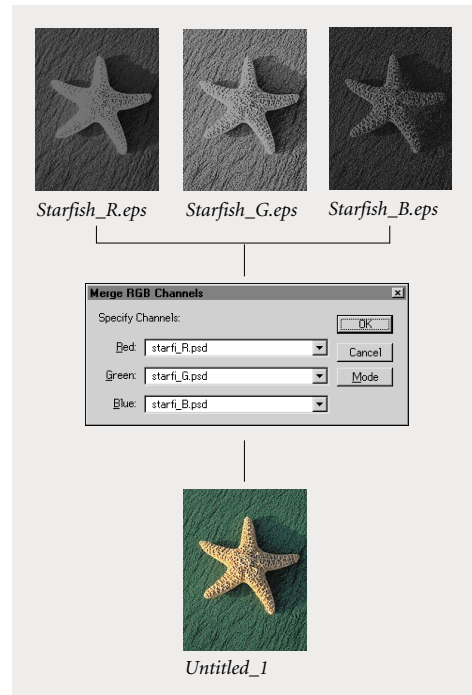 Starfish_R.eps Starfish_G.eps Starfish_B.eps
Merge RGB Channels
Specify Channels:
OK
Red: starfi_R.psd
Cancel
Green: starfi_G.psd
Mode
Blue: starfi_B.psd
Untitled_1